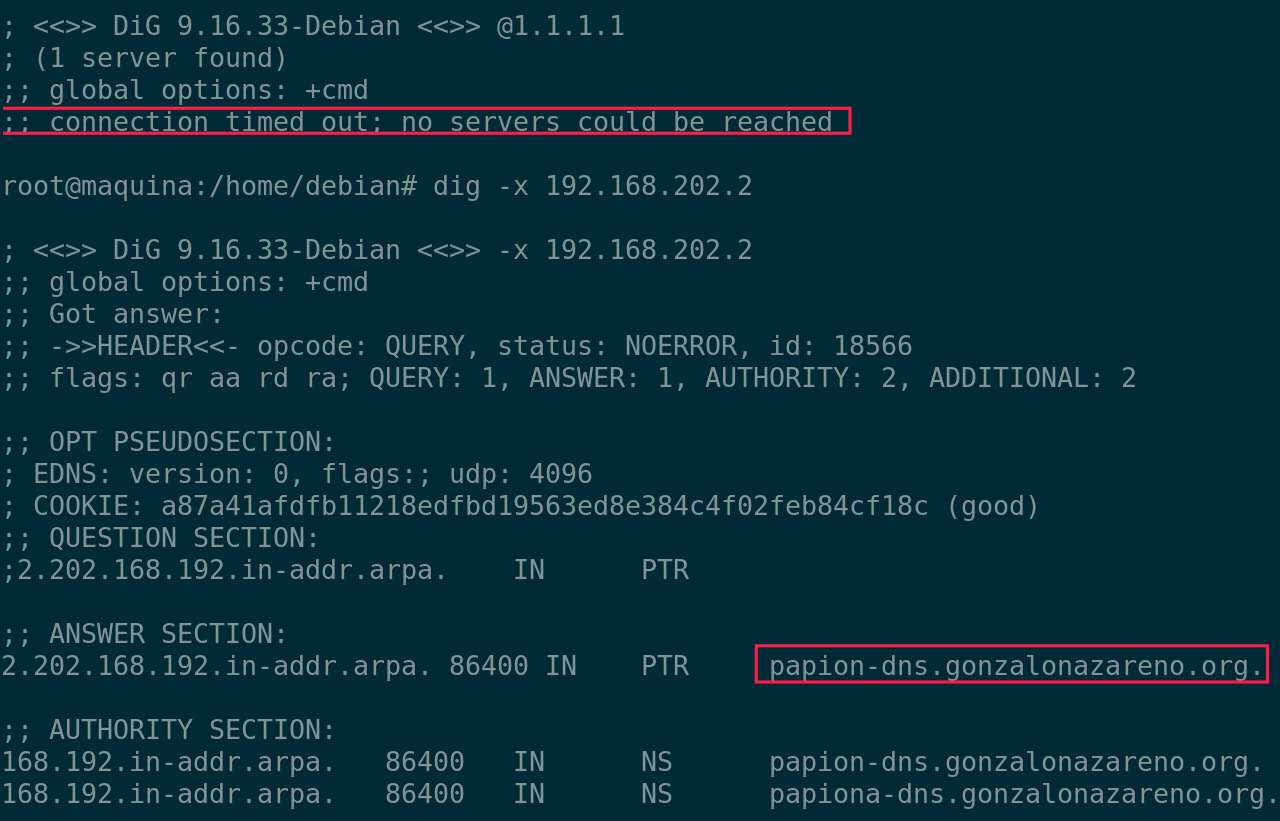 ; <<>> DiG 9.16.33-Debian <<>> @1.1.1.1
; (1 server found)
;; global options: +cmd
;; connection timed out; no servers could be reached
root@maquina:/home/debian# dig -x 192.168.202.2
; <<>> DiG 9.16.33-Debian <<>> -x 192.168.202.2
;; global options: +cmd
;; Got answer:
;; ->>HEADER<<- opcode: QUERY, status: NOERROR, id: 18566
;; flags: qr aa rd ra; QUERY: 1, ANSWER: 1, AUTHORITY: 2, ADDITIONAL: 2
;; OPT PSEUDOSECTION:
; EDNS: version: 0, flags:; udp: 4096
; COOKIE: a87a41afdfb11218edfbd19563ed8e384c4f02feb84cf18c (good)
;; QUESTION SECTION:
;2.202.168.192.in-addr.arpa.    IN      PTR
;; ANSWER SECTION:
2.202.168.192.in-addr.arpa. 86400 IN    PTR     papion-dns.gonzalonazareno.org.
;; AUTHORITY SECTION:
168.192.in-addr.arpa.   86400   IN      NS      papion-dns.gonzalonazareno.org.
168.192.in-addr.arpa.   86400   IN      NS      papiona-dns.gonzalonazareno.org.